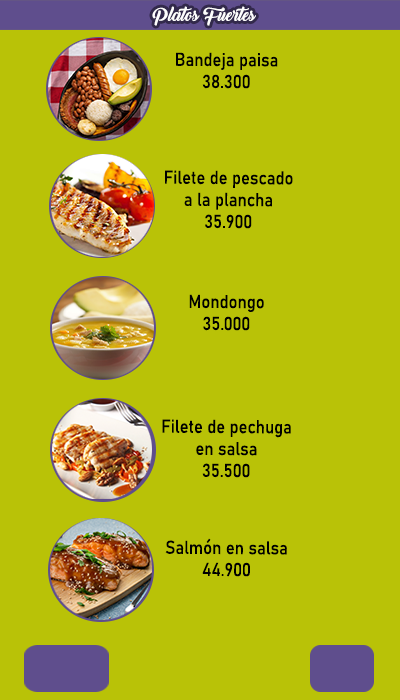 Platos Fuertes
Bandeja paisa
38.300
Filete de pescado
a la plancha
35.900
Mondongo
35.000
Filete de pechuga
en salsa
35.500
Salmón en salsa
44.900